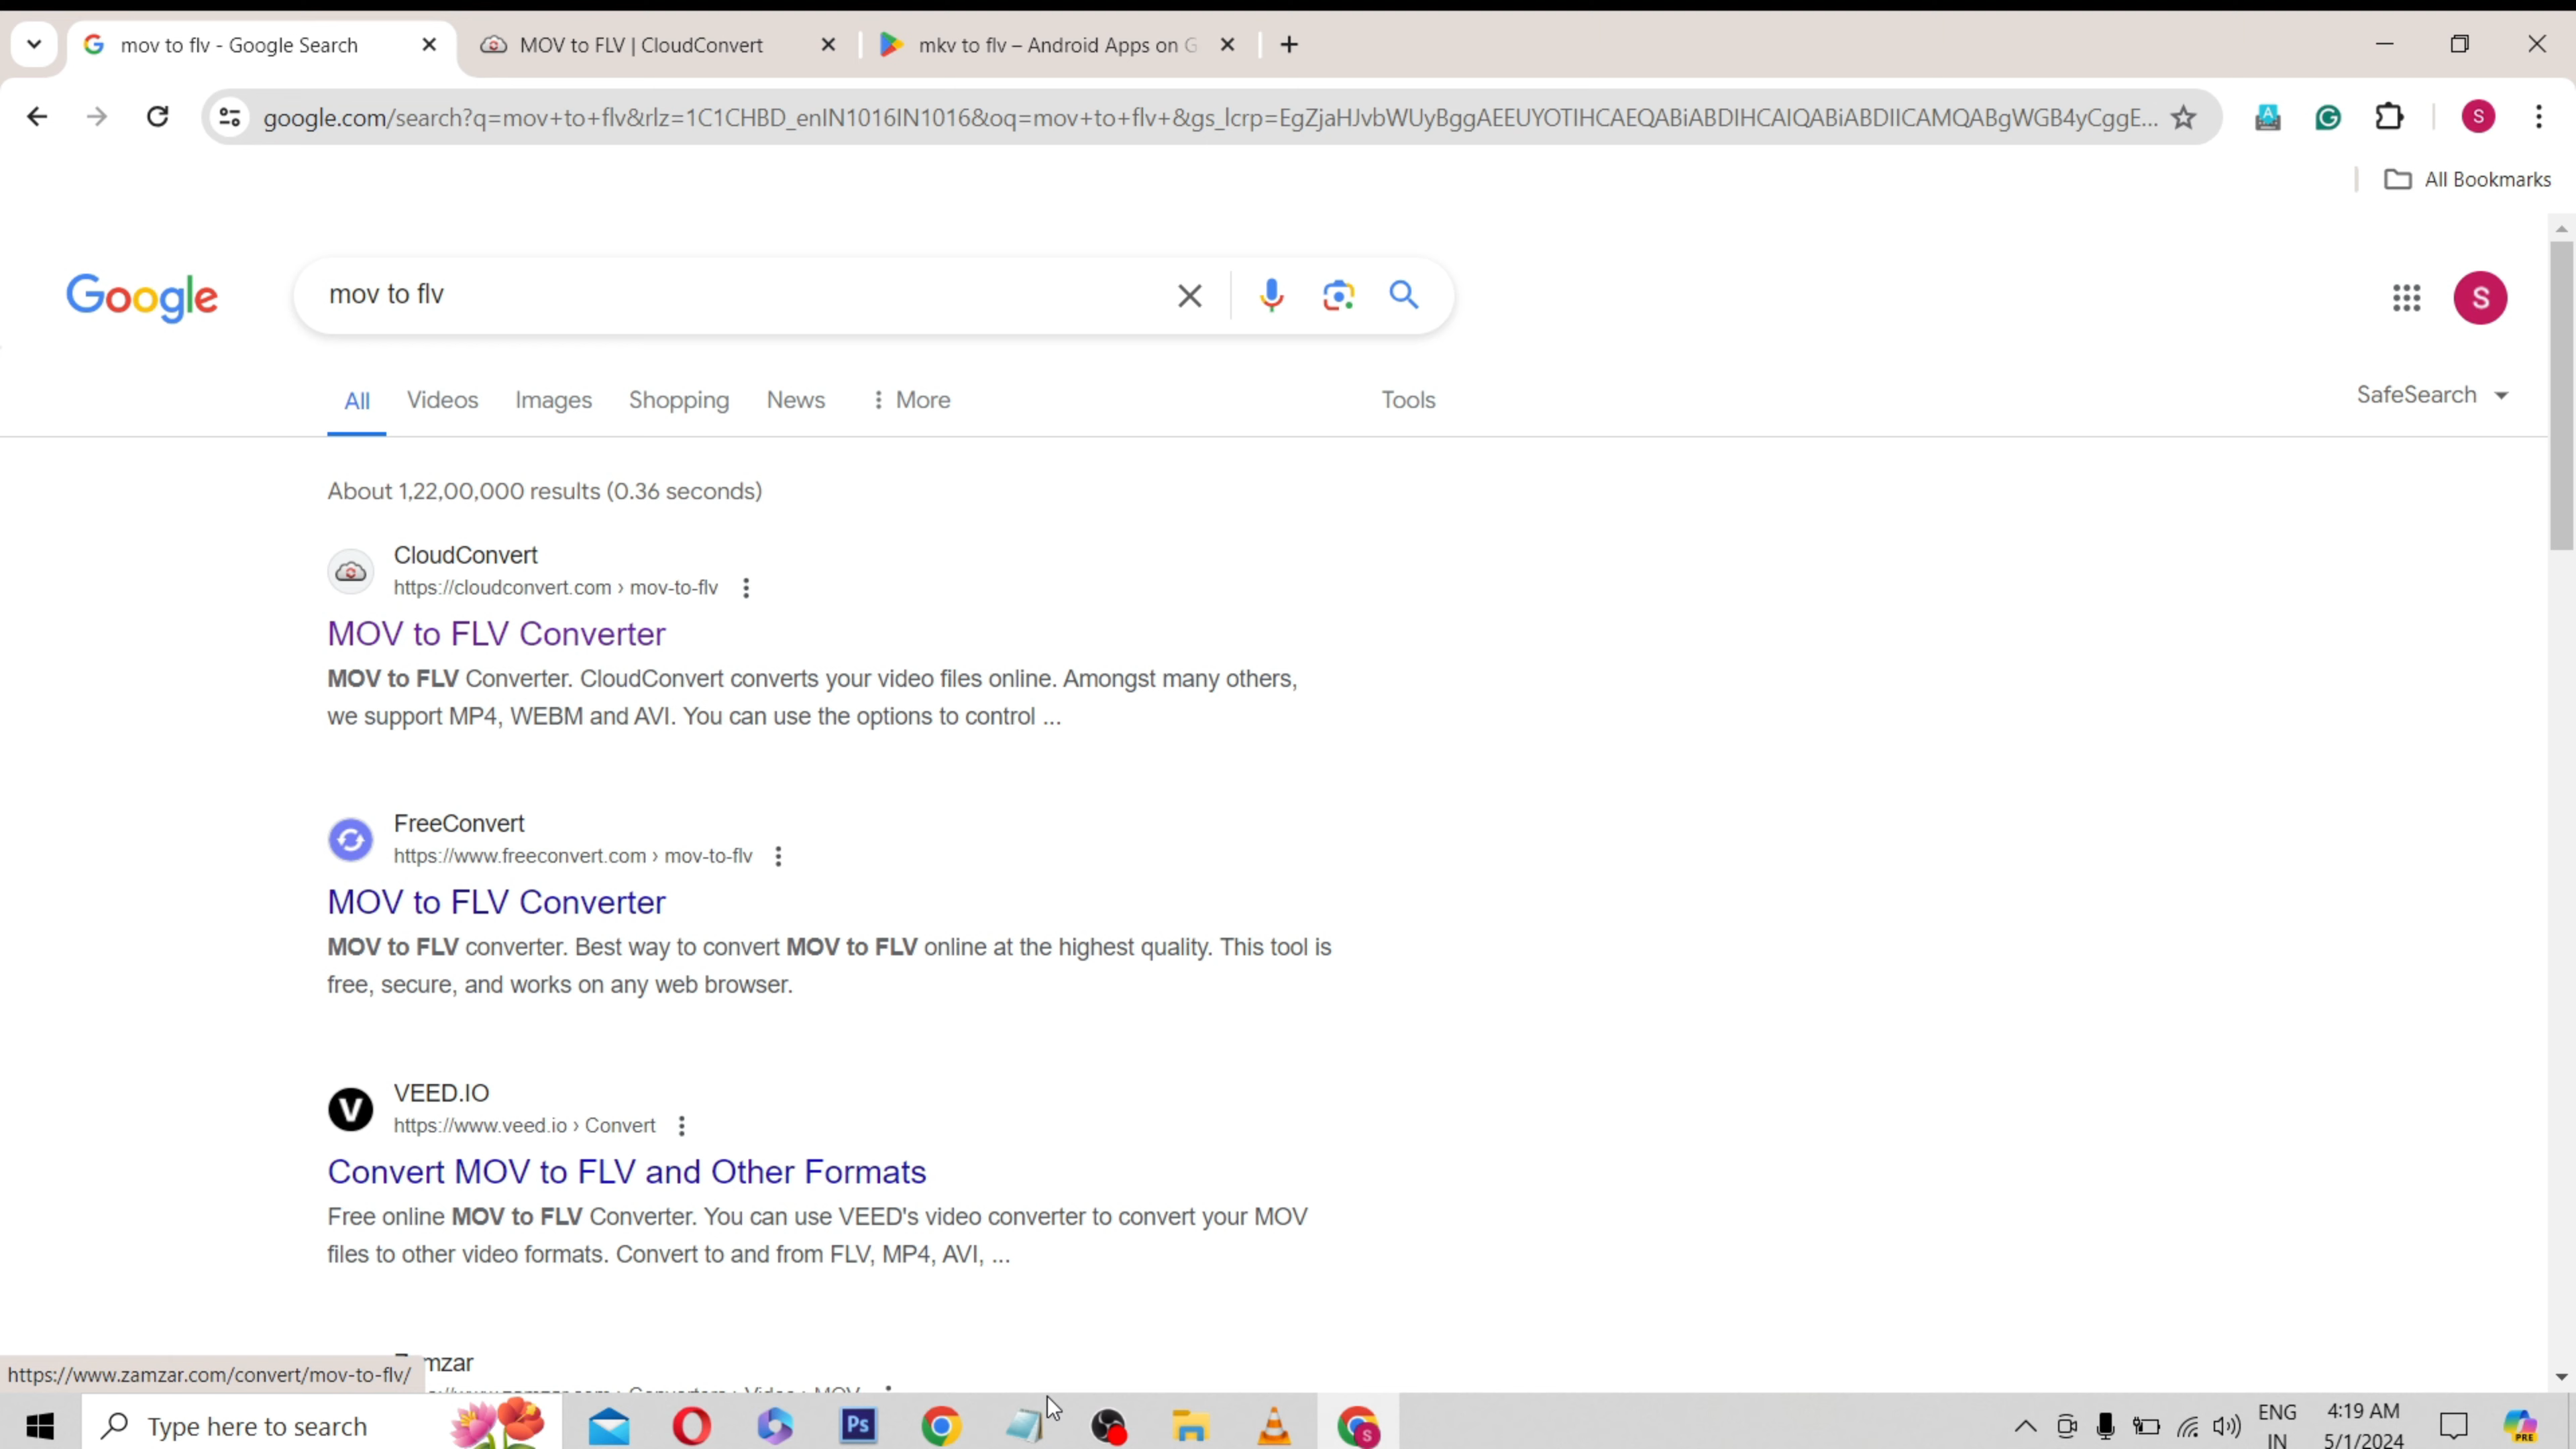 mov to flv - Google Search
MOV to FLV | CloudConvert
mkv to flv – Android Apps on G
google.com/search?q=mov+to+flv&rlz=1C1CHBD_enIN1016IN1016&oq=mov+to+flv+&gs_lcrp=EgZjaHJvbWUyBggAEEUYOTIHCAEQABiABDIHCAIQABiABDIICAMQABgWGB4yCggE...
S
All Bookmarks
Google
mov to flv
S
All Videos Images Shopping News More
Tools
SafeSearch
About 1,22,00,000 results (0.36 seconds)
CloudConvert
https://cloudconvert.com › mov-to-flv
MOV to FLV Converter
MOV to FLV Converter. CloudConvert converts your video files online. Amongst many others,
we support MP4, WEBM and AVI. You can use the options to control ...
FreeConvert
https://www.freeconvert.com › mov-to-flv
MOV to FLV Converter
MOV to FLV converter. Best way to convert MOV to FLV online at the highest quality. This tool is
free, secure, and works on any web browser.
V
VEED.IO
https://www.veed.io › Convert
Convert MOV to FLV and Other Formats
Free online MOV to FLV Converter. You can use VEED's video converter to convert your MOV
files to other video formats. Convert to and from FLV, MP4, AVI, ...
mzar
https://www.zamzar.com/convert/mov-to-flv/
Type here to search
Ps
S
ENG
IN
4:19 AM
5/1/2024
PRE